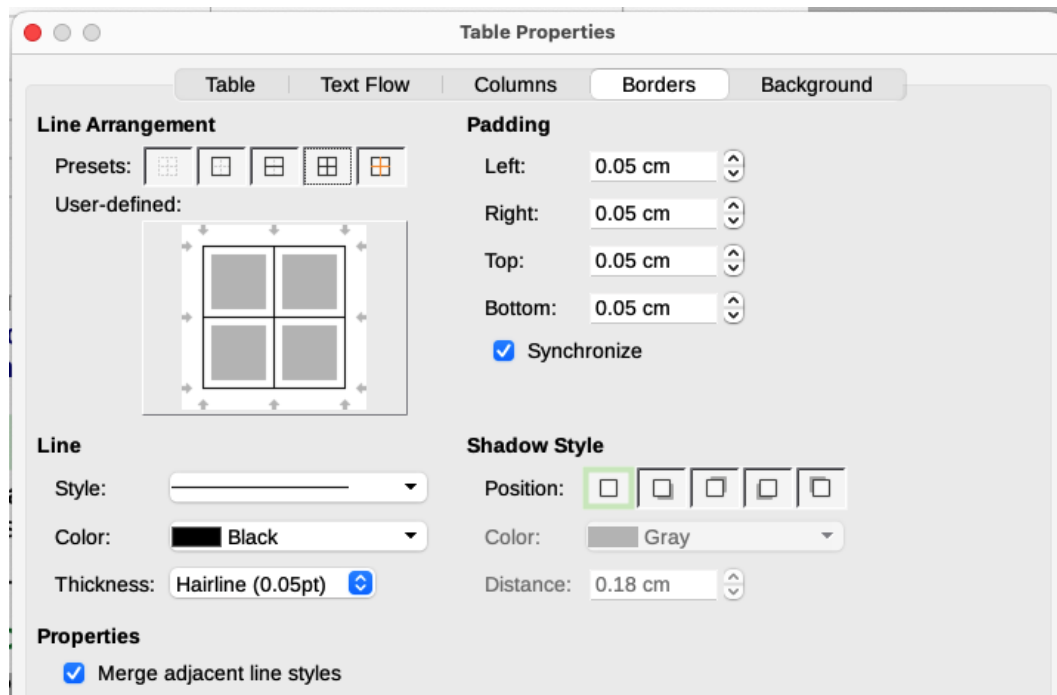 Table Properties
Table Text Flow Columns Borders Background
Line Arrangement
Presets:
User-defined:
Padding
Left: 0.05 cm
Right: 0.05 cm
Top: 0.05 cm
Bottom: 0.05 cm
Synchronize
Line
Style:
Color: Black
Thickness: Hairline (0.05pt)
Shadow Style
Position:
Color: Gray
Distance: 0.18 cm
Properties
Merge adjacent line styles